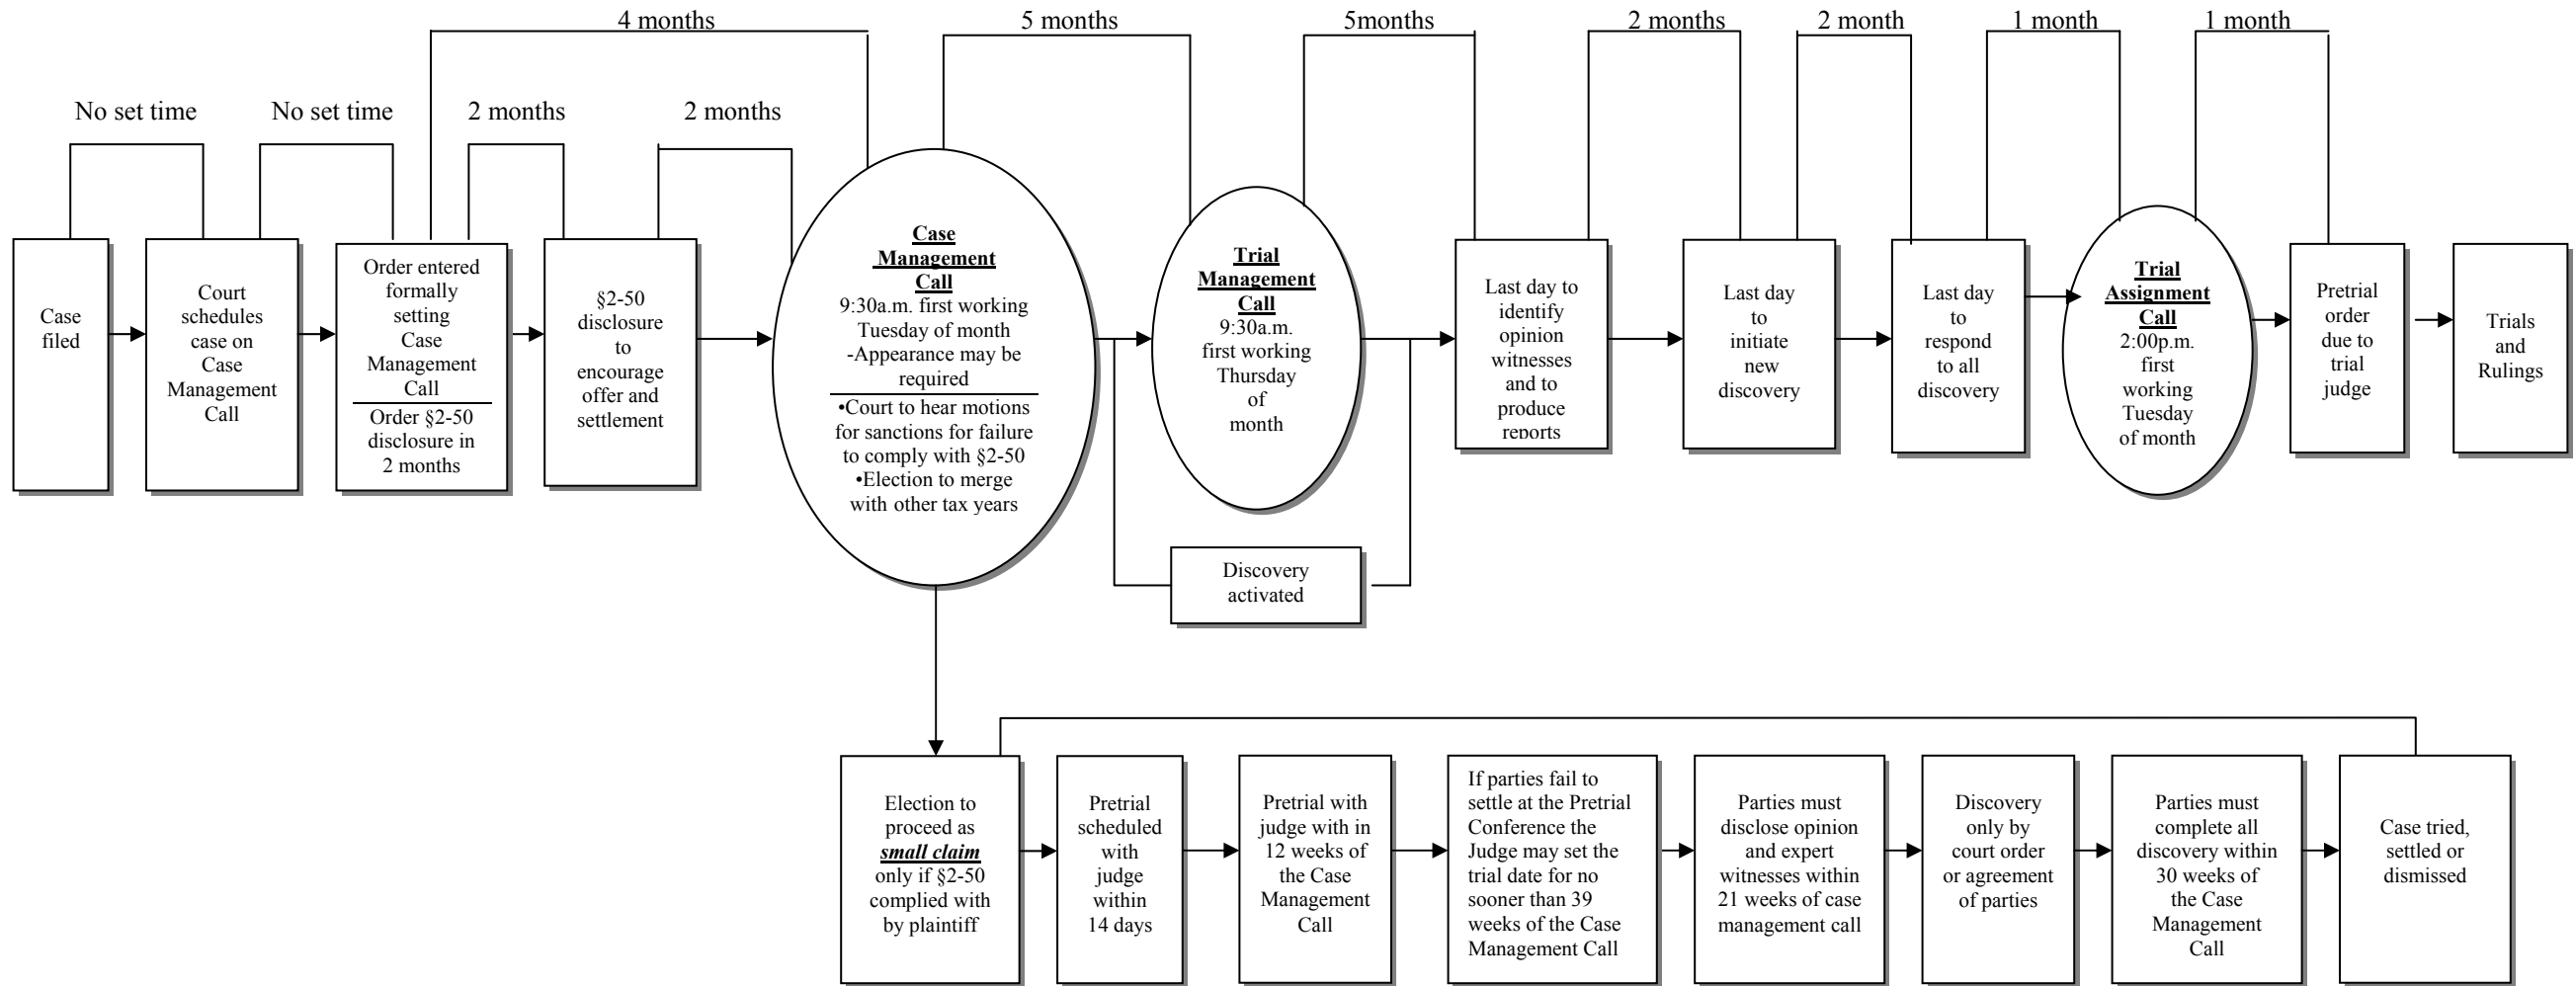 4 months
5 months
5months
2 months
2 month
1 month
1 month
No set time
No set time
2 months
2 months
Case
filed
Court
schedules
case on
Case
Management
Call
Order entered
formally
setting
Case
Management
Call
Order §2-50
disclosure in
2 months
§2-50
disclosure
to
encourage
offer and
settlement
Case
Management
Call
9:30a.m. first working
Tuesday of month
-Appearance may be
required
•Court to hear motions
for sanctions for failure
to comply with §2-50
•Election to merge
with other tax years
Trial
Management
Call
9:30a.m.
first working
Thursday
of
month
Discovery
activated
Last day to
identify
opinion
witnesses
and to
produce
reports
Last day
to
initiate
new
discovery
Last day
to
respond
to all
discovery
Trial
Assignment
Call
2:00p.m.
first
working
Tuesday
of month
Pretrial
order
due to
trial
judge
Trials
and
Rulings
Election to
proceed as
small claim
only if §2-50
complied with
by plaintiff
Pretrial
scheduled
with
judge
within
14 days
Pretrial with
judge with in
12 weeks of
the Case
Management
Call
If parties fail to
settle at the Pretrial
Conference the
Judge may set the
trial date for no
sooner than 39
weeks of the Case
Management Call
Parties must
disclose opinion
and expert
witnesses within
21 weeks of case
management call
Discovery
only by
court order
or agreement
of parties
Parties must
complete all
discovery within
30 weeks of
the Case
Management
Call
Case tried,
settled or
dismissed